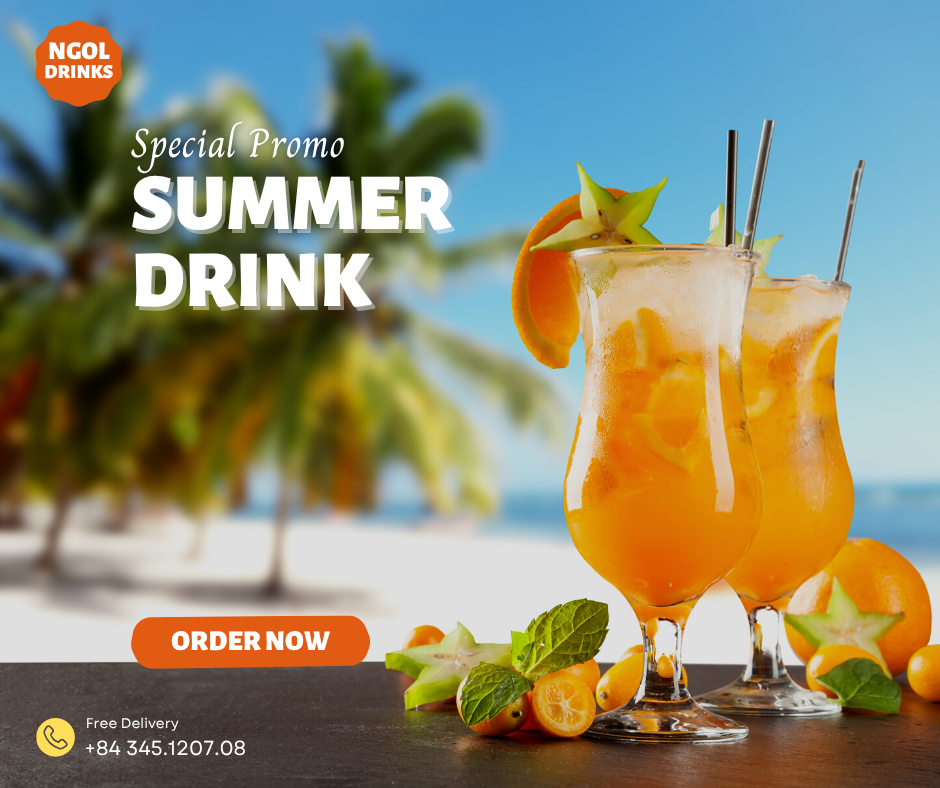 NGOL
DRINKS
Special Promo
SUMMER
DRINK
ORDER NOW
Free Delivery
+84 345.1207.08